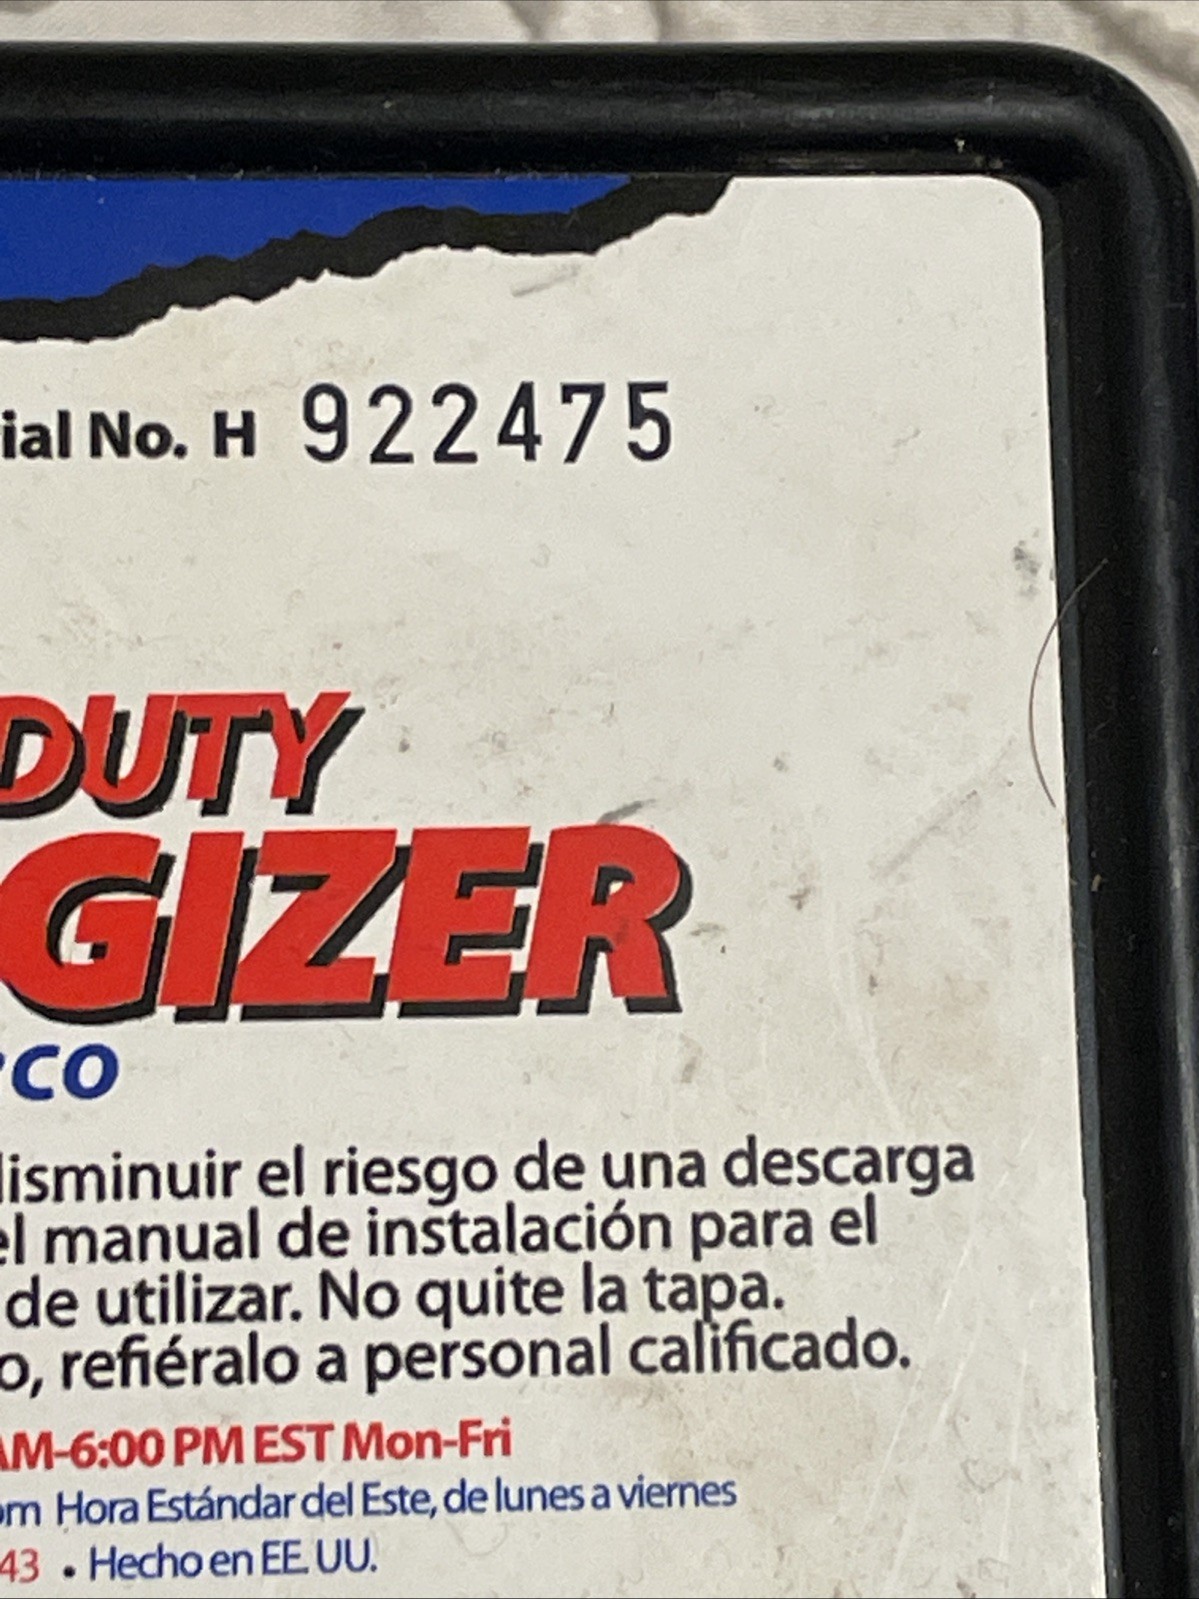 ial No. H 922475
DUTY
GIZER
co
disminuir el riesgo de una descarga
el manual de instalación para el
de utilizar. No quite la tapa.
o, refiéralo a personal calificado.
AM-6:00 PM EST Mon-Fri
om Hora Estándar del Este, de lunes a viernes
43 • Hecho en EE. UU.